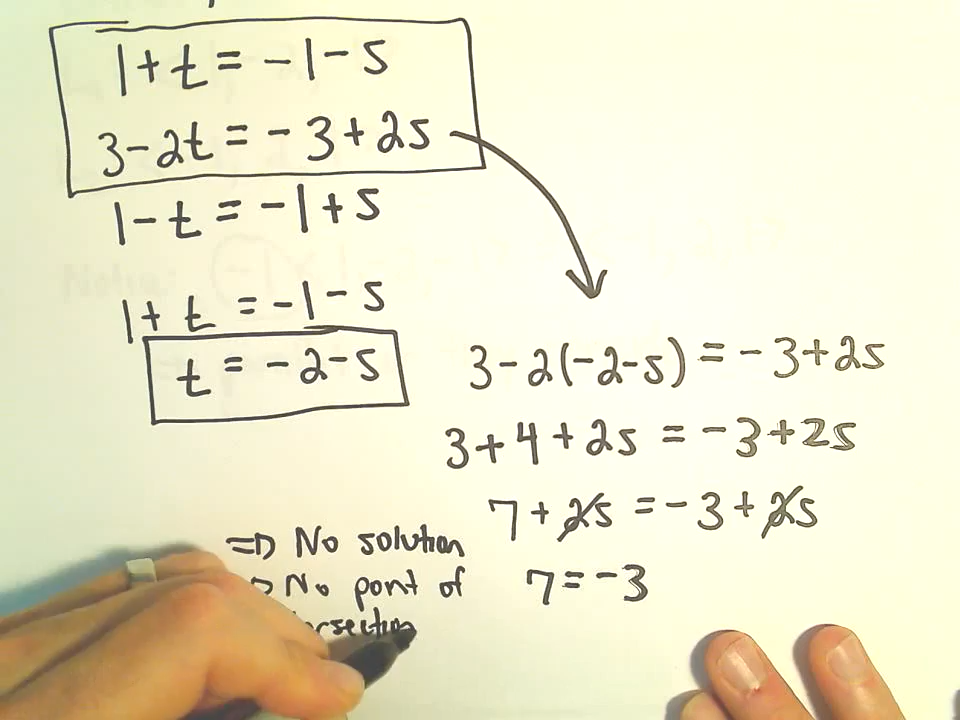 1+t = -1-s
3-2t = -3+2s
1-t = -1+s
1+t = -1-s
t = -2-s
3-2(-2-s) = -3+2s
3+4+2s = -3+2s
7+2s = -3+2s
7 = -3
⇒ No solution
No pont of